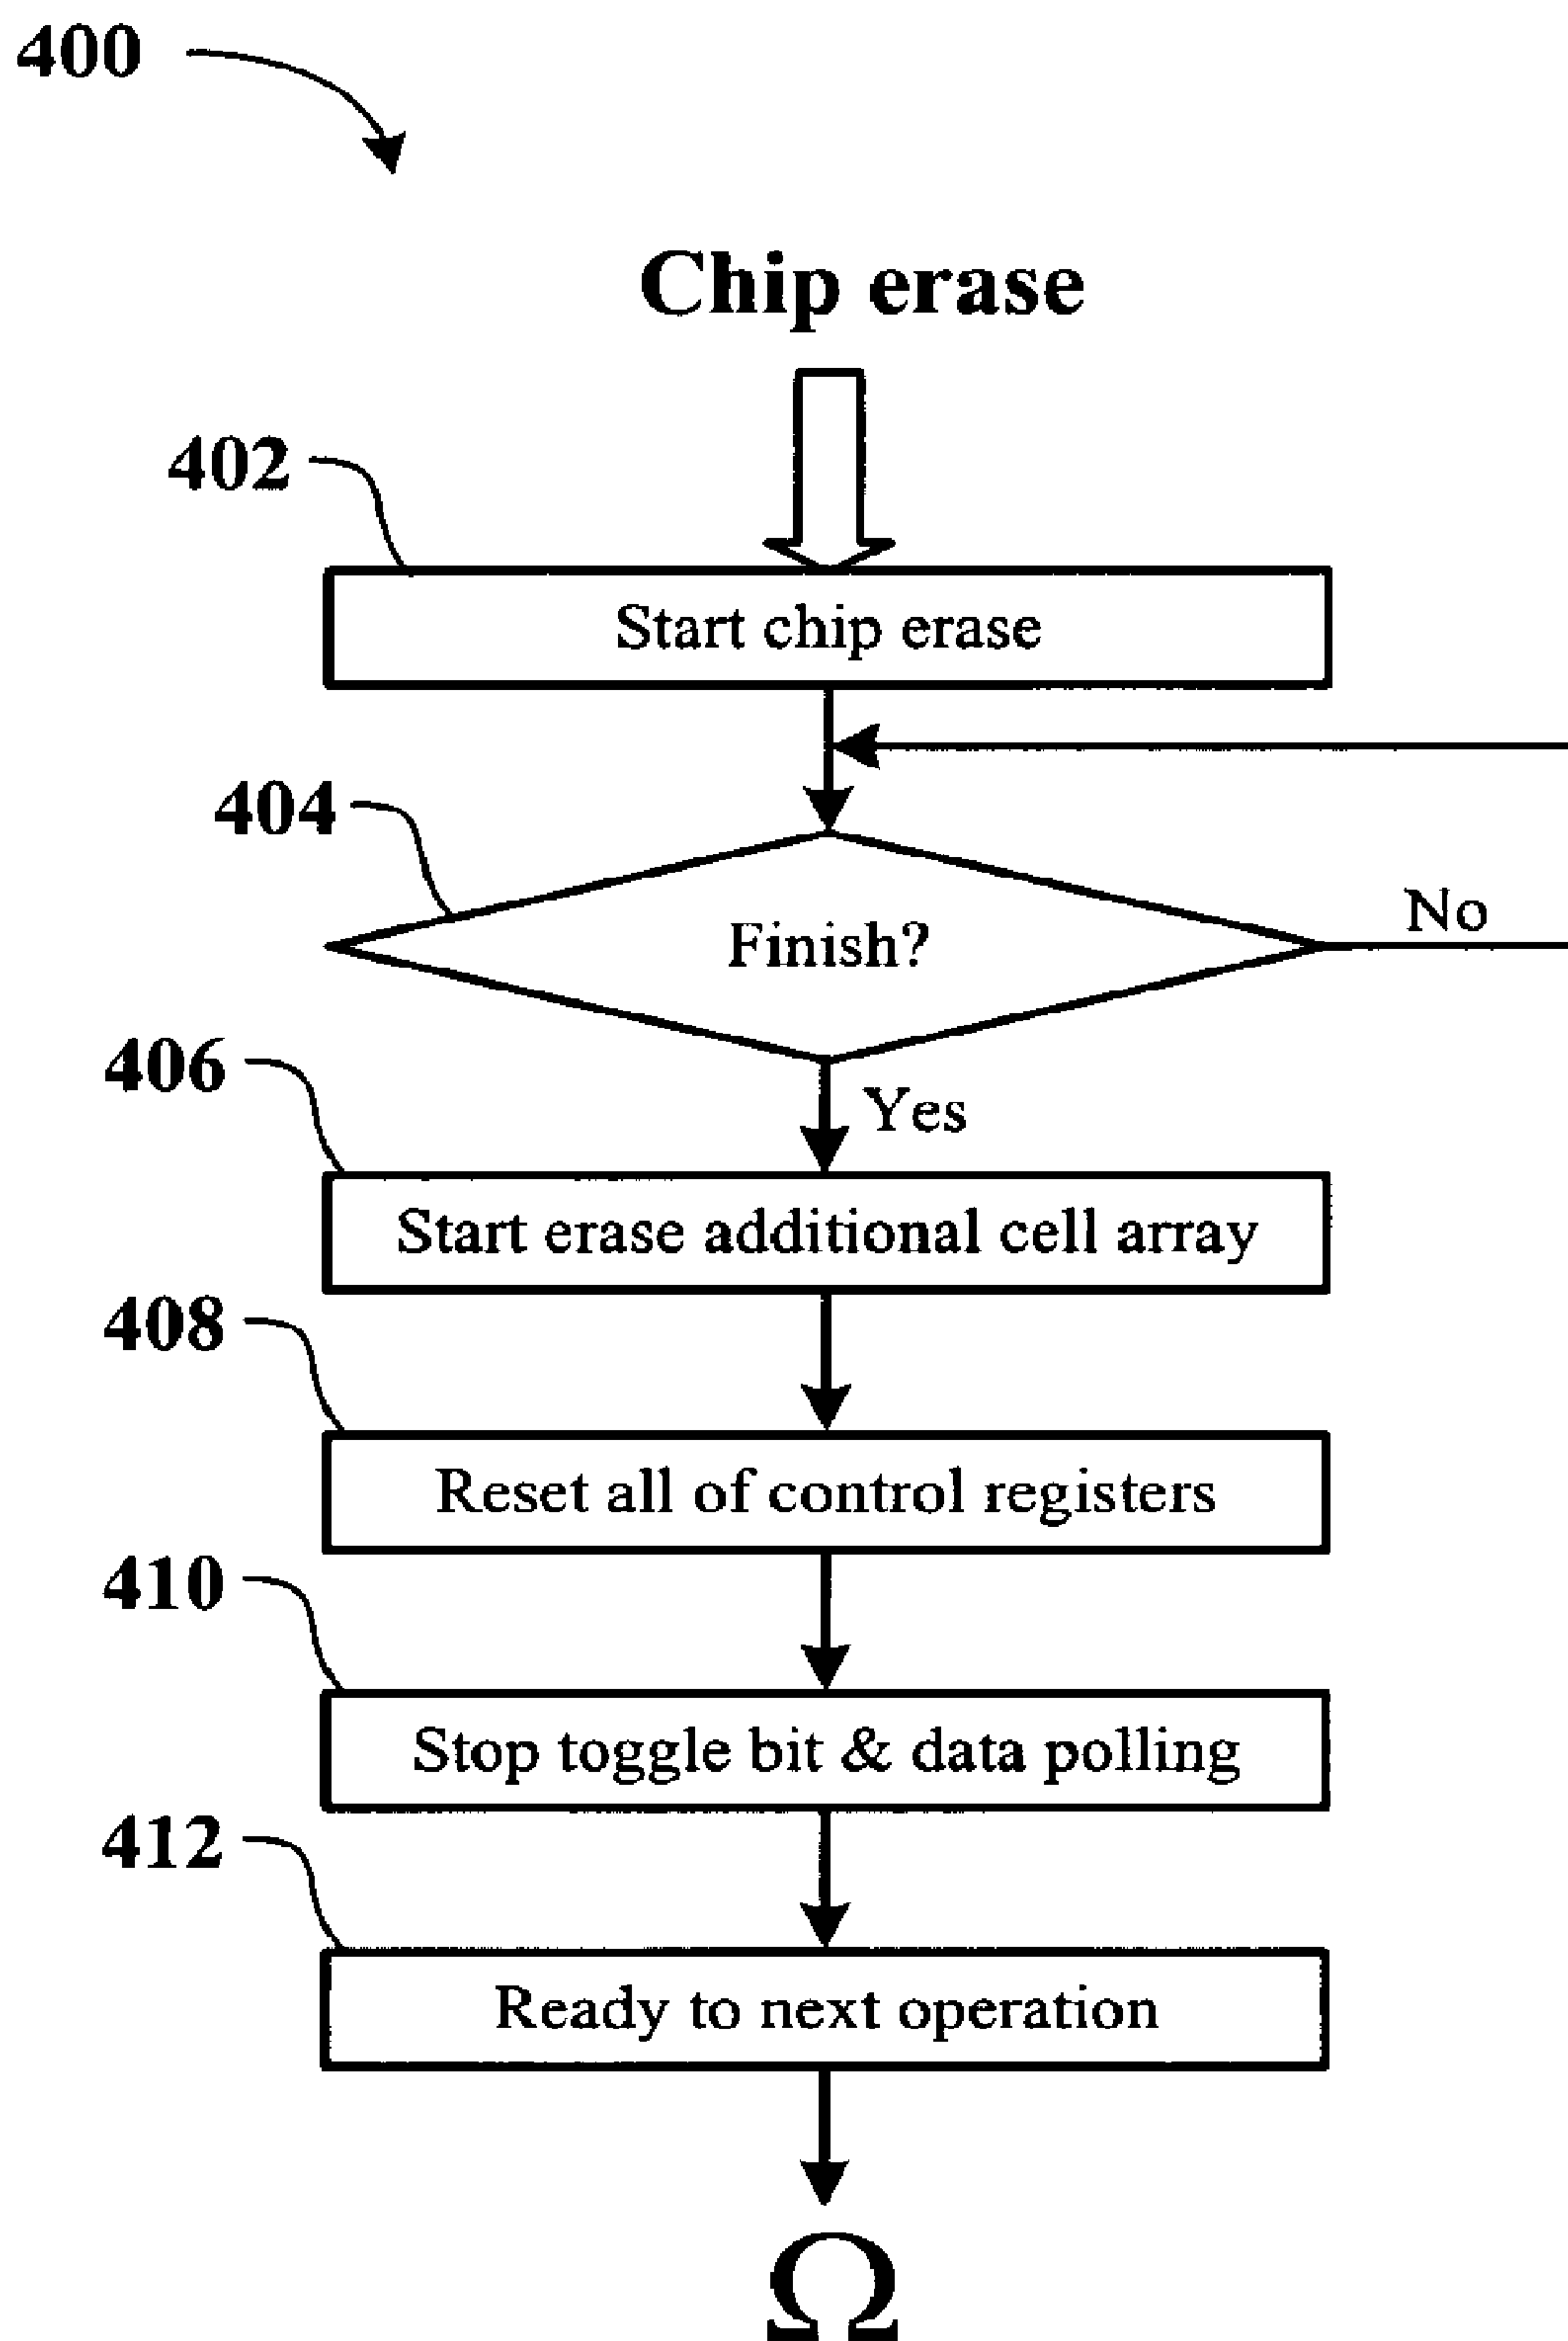 400
Chip erase
402
Start chip erase
404
Finish?
No
406
Yes
Start erase additional cell array
408
Reset all of control registers
410
Stop toggle bit & data polling
412
Ready to next operation
Ω